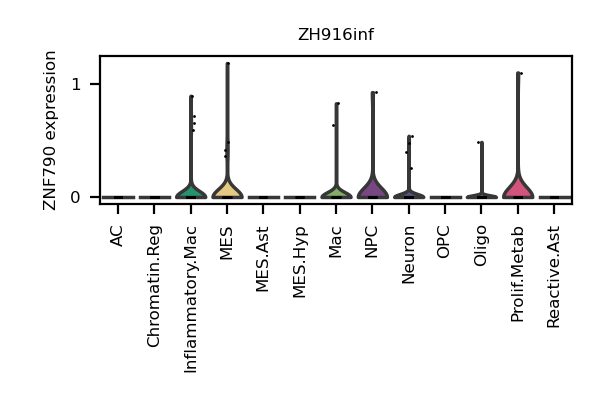 ZH916inf
ZNF790 expression
1
0
AC
Chromatin.Reg
Inflammatory.Mac
MES
MES.Ast
MES.Hyp
Mac
NPC
Neuron
OPC
Oligo
Prolif.Metab
Reactive.Ast